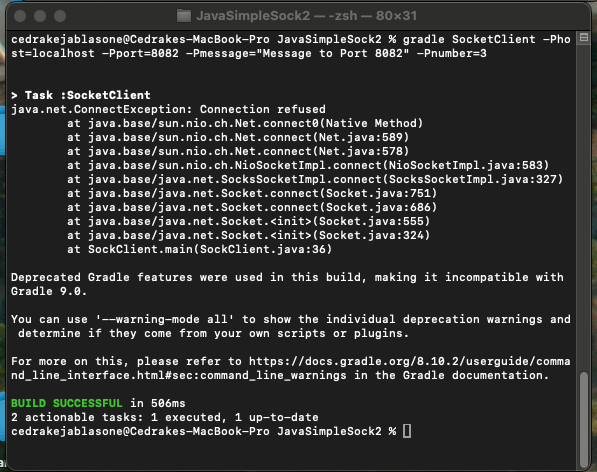 JavaSimpleSock2 — -zsh — 80×31
cedrakejablasone@Cedrakes-MacBook-Pro JavaSimpleSock2 % gradle SocketClient -Pho
st=localhost -Pport=8082 -Pmessage="Message to Port 8082" -Pnumber=3
> Task :SocketClient
java.net.ConnectException: Connection refused
at java.base/sun.nio.ch.Net.connect0(Native Method)
at java.base/sun.nio.ch.Net.connect(Net.java:589)
at java.base/sun.nio.ch.Net.connect(Net.java:578)
at java.base/sun.nio.ch.NioSocketImpl.connect(NioSocketImpl.java:583)
at java.base/java.net.SocksSocketImpl.connect(SocksSocketImpl.java:327)
at java.base/java.net.Socket.connect(Socket.java:751)
at java.base/java.net.Socket.connect(Socket.java:686)
at java.base/java.net.Socket.<init>(Socket.java:555)
at java.base/java.net.Socket.<init>(Socket.java:324)
at SockClient.main(SockClient.java:36)
Deprecated Gradle features were used in this build, making it incompatible with
Gradle 9.0.
You can use '--warning-mode all' to show the individual deprecation warnings and
determine if they come from your own scripts or plugins.
For more on this, please refer to https://docs.gradle.org/8.10.2/userguide/comma
nd_line_interface.html#sec:command_line_warnings in the Gradle documentation.
BUILD SUCCESSFUL in 506ms
2 actionable tasks: 1 executed, 1 up-to-date
cedrakejablasone@Cedrakes-MacBook-Pro JavaSimpleSock2 %